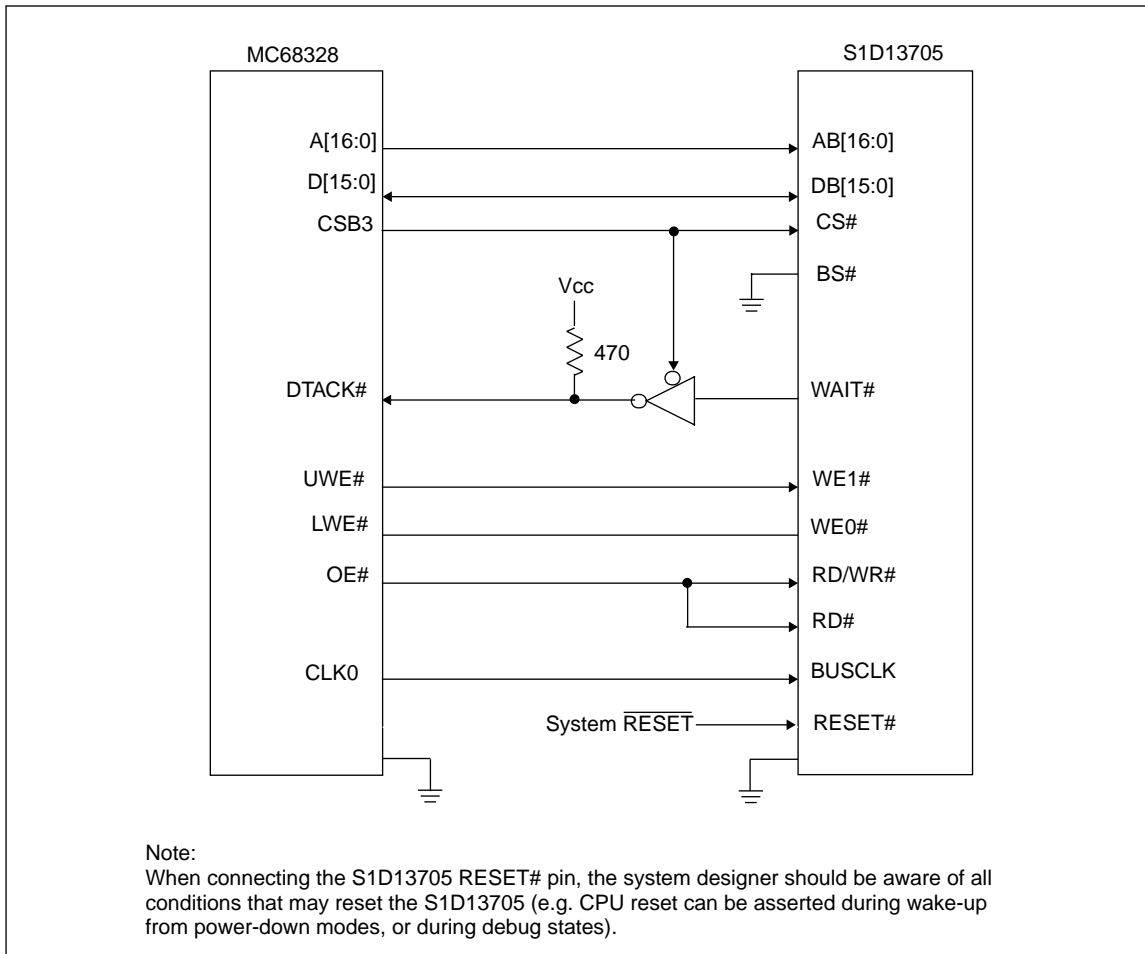 MC68328
S1D13705
A[16:0]
AB[16:0]
D[15:0]
DB[15:0]
CSB3
CS#
BS#
Vcc
470
DTACK#
WAIT#
UWE#
WE1#
LWE#
WE0#
OE#
RD/WR#
RD#
CLK0
BUSCLK
System RESET
RESET#
Note:
When connecting the S1D13705 RESET# pin, the system designer should be aware of all
conditions that may reset the S1D13705 (e.g. CPU reset can be asserted during wake-up
from power-down modes, or during debug states).